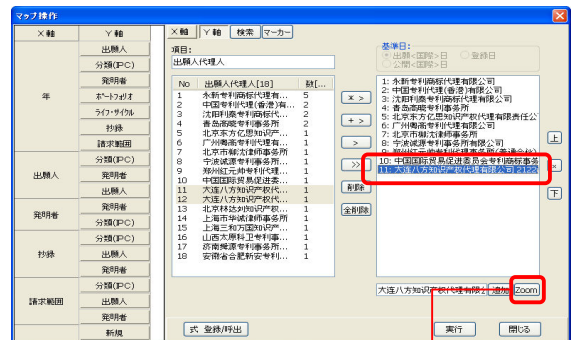 マップ操作
X 軸
Y 軸
年
出願人
分類(IPC)
発明者
ポートフォリオ
ライフ・サイクル
抄録
請求範囲
出願人
分類(IPC)
発明者
出願人
発明者
発明者
分類(IPC)
抄録
分類(IPC)
出願人
発明者
請求範囲
分類(IPC)
出願人
発明者
新規
X 軸
Y 軸
検索
マーカー
項目:
出願人代理人
基準日:
出願<国際>日
登録日
公開<国際>日
No 出願人代理人[18] 数[...
1 永新专利商标代理有... 5
2 中国专利代理(香港)有... 2
3 沈阳利泰专利商标代... 2
4 青岛高晓专利事务所 2
5 北京东方亿思知识产... 1
6 广州粤高专利代理有... 1
7 北京市柳沈律师事务所 1
8 宁波诚源专利事务所... 1
9 郑州红元帅专利代理... 1
10 中国国际贸易促进委... 1
11 大连八方知识产权代... 1
12 大连八方知识产权代... 1
13 北京林达刘知识产权... 1
14 上海市华诚律师事务所 1
15 上海三和万国知识产... 1
16 山西太原科卫专利事... 1
17 济南舜源专利事务所... 1
18 安徽省合肥新安专利... 1
x >
+ >
>
>>
削除
全削除
1: 永新专利商标代理有限公司
2: 中国专利代理(香港)有限公司
3: 沈阳利泰专利商标代理有限公司
4: 青岛高晓专利事务所
5: 北京东方亿思知识产权代理有限责任公
6: 广州粤高专利代理有限公司
7: 北京市柳沈律师事务所
8: 宁波诚源专利事务所有限公司
10: 中国国际贸易促进委员会专利商标事务
11: 大连八方知识产权代理有限公司 2122
上
×
下
大连八方知识产权代理有限
追加
Zoom
式 登録/呼出
実行
閉じる